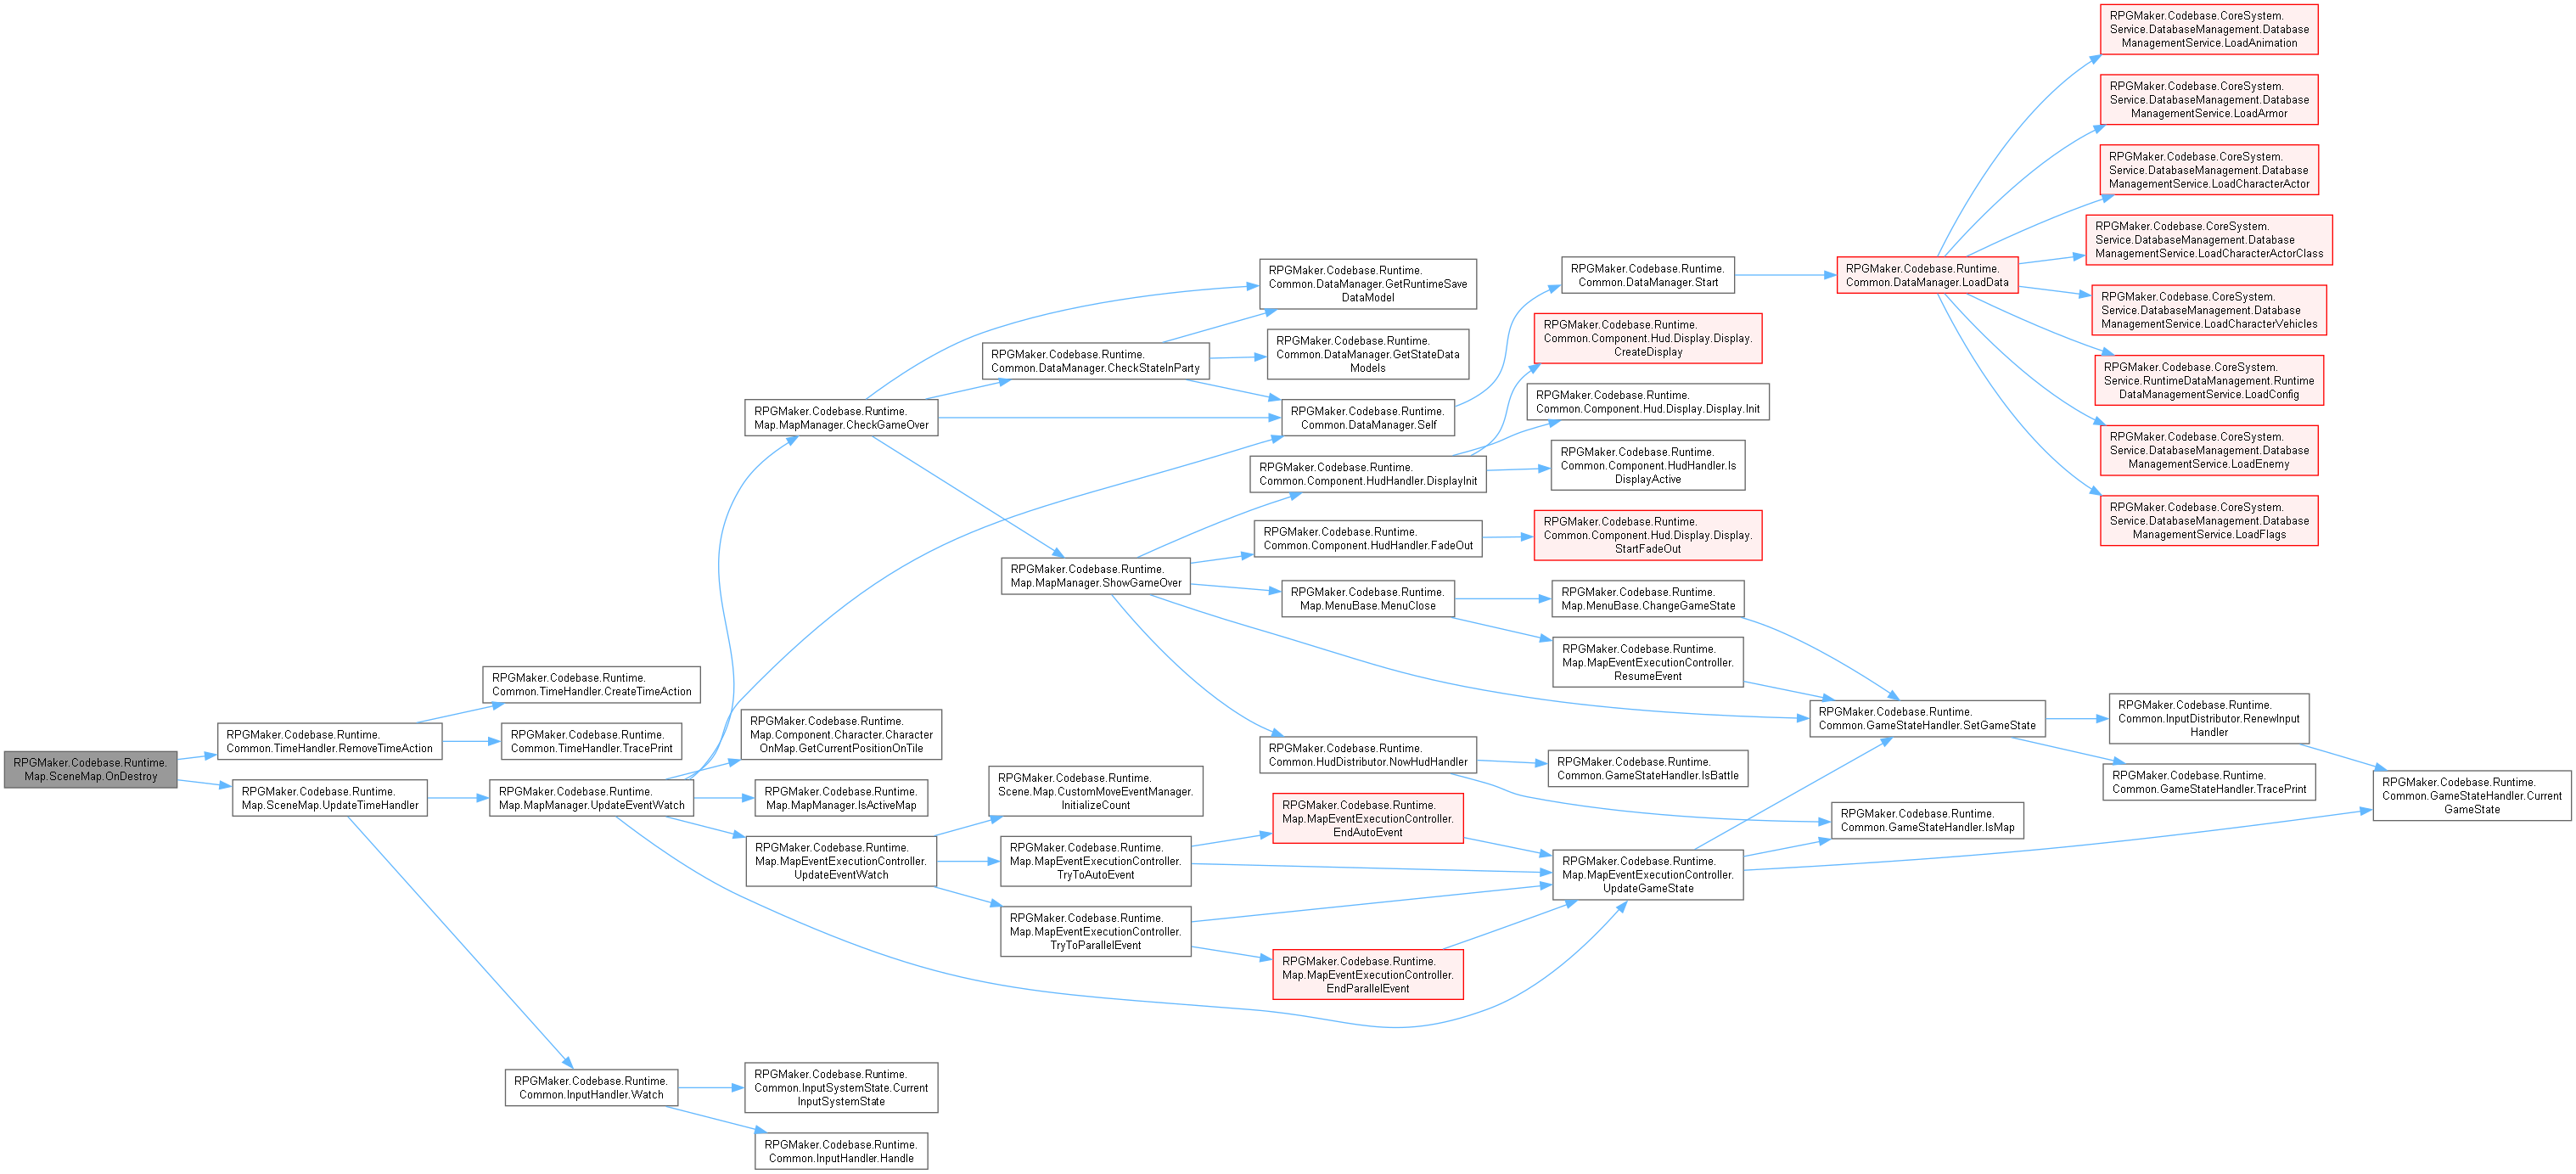 RPGMaker.Codebase.Runtime.
Map.SceneMap.OnDestroy
RPGMaker.Codebase.Runtime.
Common.TimeHandler.RemoveTimeAction
RPGMaker.Codebase.Runtime.
Map.SceneMap.UpdateTimeHandler
RPGMaker.Codebase.Runtime.
Common.TimeHandler.CreateTimeAction
RPGMaker.Codebase.Runtime.
Common.TimeHandler.TracePrint
RPGMaker.Codebase.Runtime.
Map.MapManager.UpdateEventWatch
RPGMaker.Codebase.Runtime.
Common.InputHandler.Watch
RPGMaker.Codebase.Runtime.
Map.MapManager.CheckGameOver
RPGMaker.Codebase.Runtime.
Map.Component.Character.Character
OnMap.GetCurrentPositionOnTile
RPGMaker.Codebase.Runtime.
Map.MapManager.IsActiveMap
RPGMaker.Codebase.Runtime.
Map.MapEventExecutionController.
UpdateEventWatch
RPGMaker.Codebase.Runtime.
Common.InputSystemState.Current
InputSystemState
RPGMaker.Codebase.Runtime.
Common.InputHandler.Handle
RPGMaker.Codebase.Runtime.
Common.DataManager.CheckStateInParty
RPGMaker.Codebase.Runtime.
Map.MapManager.ShowGameOver
RPGMaker.Codebase.Runtime.
Scene.Map.CustomMoveEventManager.
InitializeCount
RPGMaker.Codebase.Runtime.
Map.MapEventExecutionController.
TryToAutoEvent
RPGMaker.Codebase.Runtime.
Map.MapEventExecutionController.
TryToParallelEvent
RPGMaker.Codebase.Runtime.
Common.DataManager.GetRuntimeSave
DataModel
RPGMaker.Codebase.Runtime.
Common.DataManager.GetStateData
Models
RPGMaker.Codebase.Runtime.
Common.DataManager.Self
RPGMaker.Codebase.Runtime.
Common.Component.HudHandler.DisplayInit
RPGMaker.Codebase.Runtime.
Common.Component.HudHandler.FadeOut
RPGMaker.Codebase.Runtime.
Map.MenuBase.MenuClose
RPGMaker.Codebase.Runtime.
Common.HudDistributor.NowHudHandler
RPGMaker.Codebase.Runtime.
Map.MapEventExecutionController.
EndAutoEvent
RPGMaker.Codebase.Runtime.
Map.MapEventExecutionController.
EndParallelEvent
RPGMaker.Codebase.Runtime.
Common.DataManager.Start
RPGMaker.Codebase.Runtime.
Common.Component.Hud.Display.Display.
CreateDisplay
RPGMaker.Codebase.Runtime.
Common.Component.Hud.Display.Display.Init
RPGMaker.Codebase.Runtime.
Common.Component.HudHandler.Is
DisplayActive
RPGMaker.Codebase.Runtime.
Common.Component.Hud.Display.Display.
StartFadeOut
RPGMaker.Codebase.Runtime.
Map.MenuBase.ChangeGameState
RPGMaker.Codebase.Runtime.
Map.MapEventExecutionController.
ResumeEvent
RPGMaker.Codebase.Runtime.
Common.GameStateHandler.IsBattle
RPGMaker.Codebase.Runtime.
Map.MapEventExecutionController.
UpdateGameState
RPGMaker.Codebase.Runtime.
Common.DataManager.LoadData
RPGMaker.Codebase.Runtime.
Common.GameStateHandler.SetGameState
RPGMaker.Codebase.Runtime.
Common.GameStateHandler.IsMap
RPGMaker.Codebase.CoreSystem.
Service.DatabaseManagement.Database
ManagementService.LoadAnimation
RPGMaker.Codebase.CoreSystem.
Service.DatabaseManagement.Database
ManagementService.LoadArmor
RPGMaker.Codebase.CoreSystem.
Service.DatabaseManagement.Database
ManagementService.LoadCharacterActor
RPGMaker.Codebase.CoreSystem.
Service.DatabaseManagement.Database
ManagementService.LoadCharacterActorClass
RPGMaker.Codebase.CoreSystem.
Service.DatabaseManagement.Database
ManagementService.LoadCharacterVehicles
RPGMaker.Codebase.CoreSystem.
Service.RuntimeDataManagement.Runtime
DataManagementService.LoadConfig
RPGMaker.Codebase.CoreSystem.
Service.DatabaseManagement.Database
ManagementService.LoadEnemy
RPGMaker.Codebase.CoreSystem.
Service.DatabaseManagement.Database
ManagementService.LoadFlags
RPGMaker.Codebase.Runtime.
Common.InputDistributor.RenewInput
Handler
RPGMaker.Codebase.Runtime.
Common.GameStateHandler.TracePrint
RPGMaker.Codebase.Runtime.
Common.GameStateHandler.Current
GameState